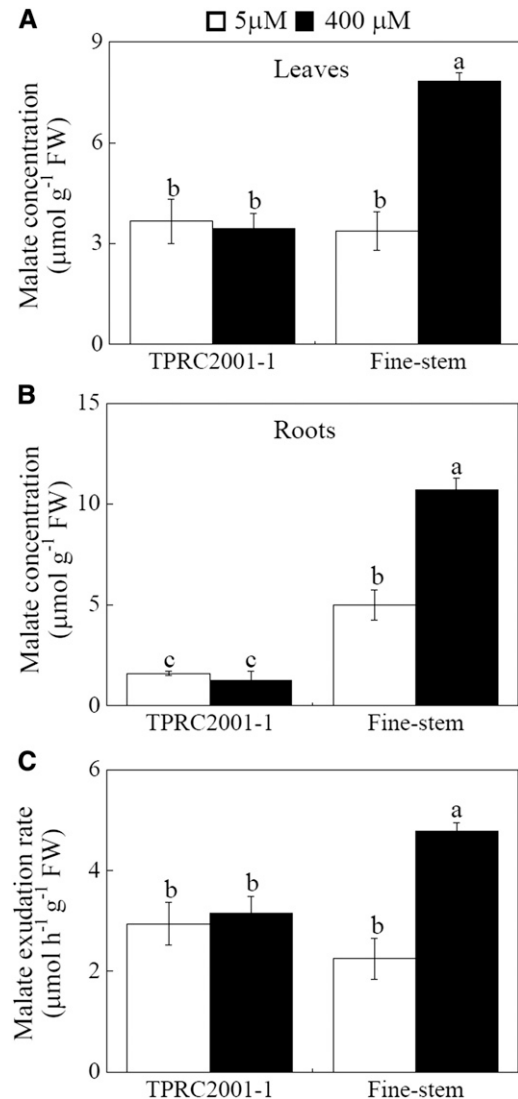 A
5μM 400 μM
Leaves
Malate concentration
(μmol g⁻¹ FW)
9
6
3
0
b
b
b
a
TPRC2001-1
Fine-stem
B
Roots
Malate concentration
(μmol g⁻¹ FW)
15
10
5
0
c
c
b
a
TPRC2001-1
Fine-stem
C
Malate exudation rate
(μmol h⁻¹ g⁻¹ FW)
6
4
2
0
b
b
b
a
TPRC2001-1
Fine-stem